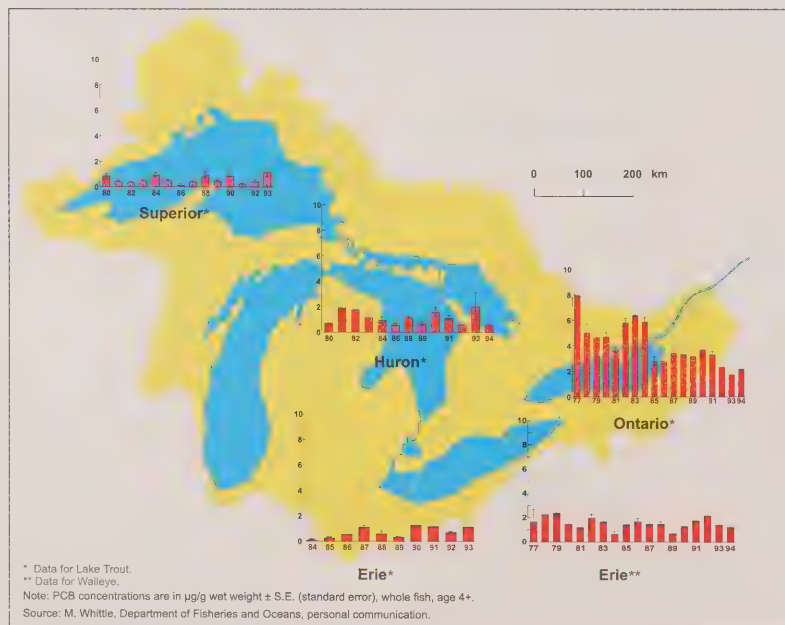 10
8
6
4
2
0
80 82 84 86 88 90 92 93
Superior*
0 100 200 km
10
8
6
4
2
0
80 82 84 86 88 89 91 93 94
Huron*
10
8
6
4
2
0
77 79 81 83 85 87 89 91 93 94
Ontario*
10
8
6
4
2
0
84 85 86 87 88 89 90 91 92 93
Erie*
10
8
6
4
2
0
77 79 81 83 85 87 89 91 93 94
Erie**
* Data for Lake Trout.
** Data for Walleye.
Note: PCB concentrations are in µg/g wet weight ± S.E. (standard error), whole fish, age 4+.
Source: M. Whittle, Department of Fisheries and Oceans, personal communication.